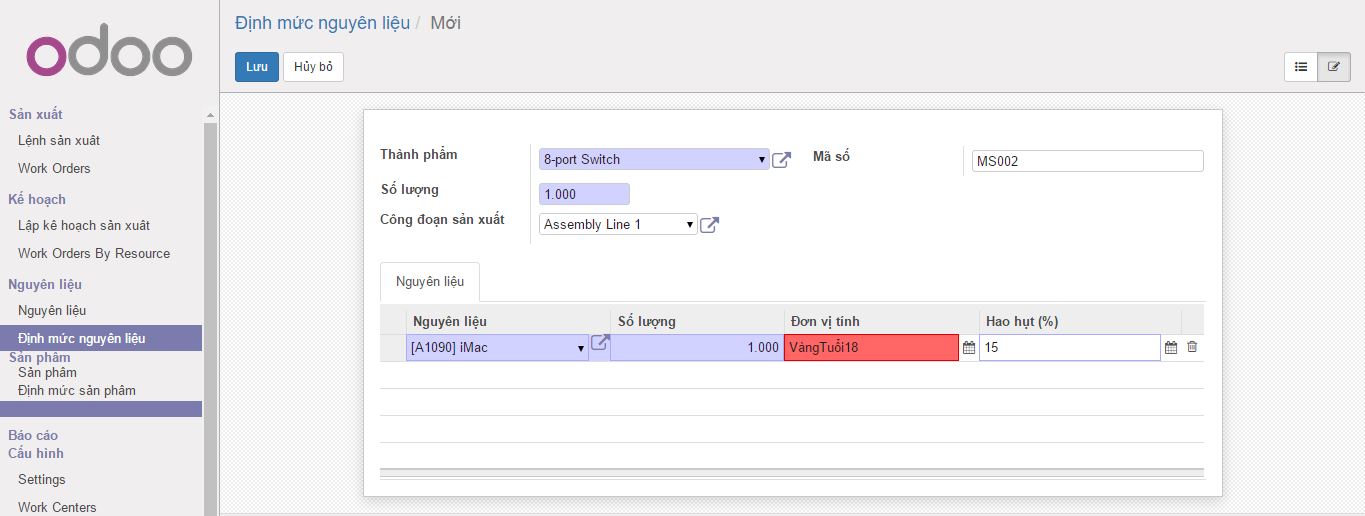 odoo
Sản xuất
Lệnh sản xuât
Work Orders
Kế hoạch
Lập kê hoạch sản xuât
Work Orders By Resource
Nguyên liệu
Nguyên liệu
Định mức nguyên liệu
Sản phẩm
Sản phẩm
Định mức sản phẩm
Báo cáo
Cấu hình
Settings
Work Centers
Định mức nguyên liệu / Mới
Lưu Hủy bỏ
Thành phẩm 8-port Switch Mã số MS002
Số lượng 1.000
Công đoạn sản xuất Assembly Line 1
Nguyên liệu
Nguyên liệu Số lượng Đơn vị tính Hao hụt (%)
[A1090] iMac 1.000 VàngTuổi18 15